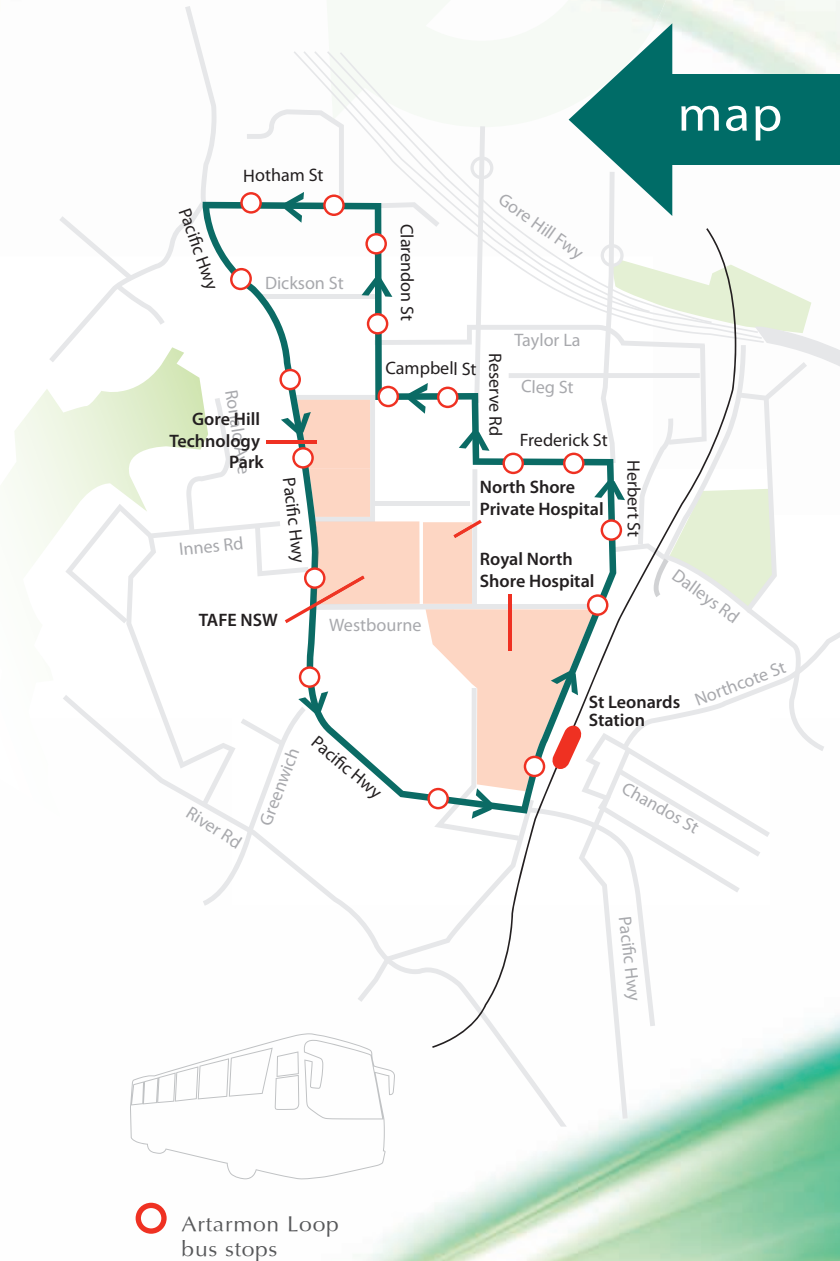 map
Hotham St
Pacific Hwy
Clarendon St
Gore Hill Fwy
Dickson St
Taylor La
Campbell St
Reserve Rd
Cleg St
Gore Hill
Technology
Park
Frederick St
Herbert St
North Shore
Private Hospital
Pacific Hwy
Innes Rd
Royal North
Shore Hospital
Dalleys Rd
TAFE NSW
Westbourne
Northcote St
St Leonards
Station
Pacific Hwy
Greenwich
Chandos St
River Rd
Pacific Hwy
Artarmon Loop
bus stops